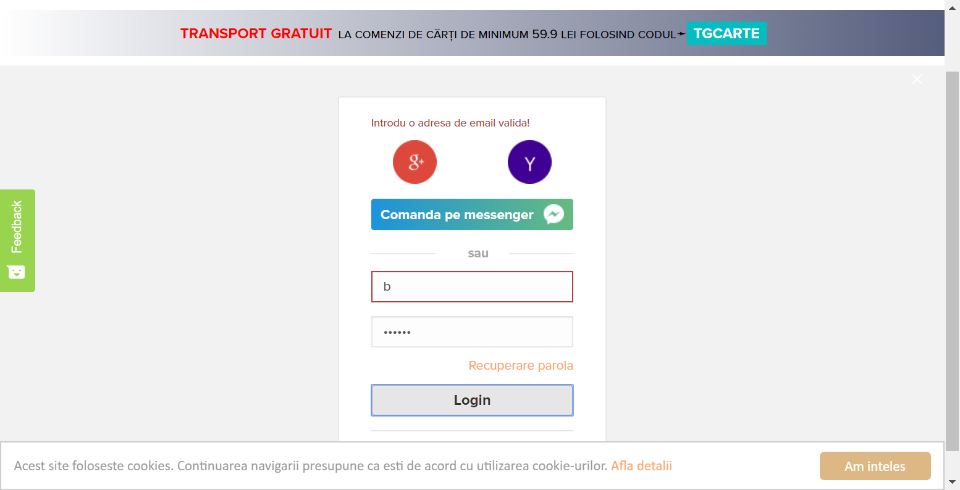 TRANSPORT GRATUIT LA COMENZI DE CĂRȚI DE MINIMUM 59.9 LEI FOLOSIND CODUL TGCARTE
Introdu o adresa de email valida!
g+ Y
Comanda pe messenger
Feedback
sau
b
••••••
Recuperare parola
Login
Acest site foloseste cookies. Continuarea navigarii presupune ca esti de acord cu utilizarea cookie-urilor. Afla detalii
Am inteles